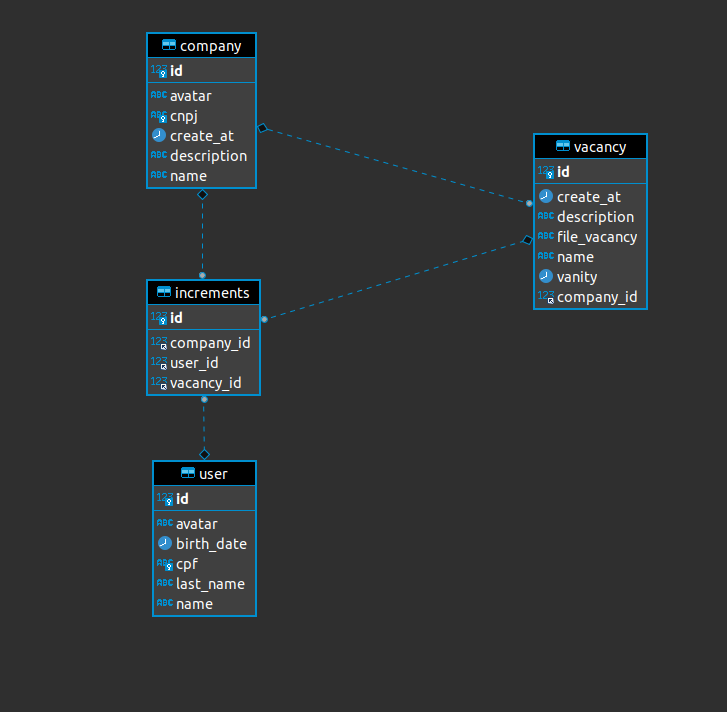 company
123 id
ABC avatar
ABC cnpj
create_at
ABC description
ABC name
vacancy
123 id
create_at
ABC description
ABC file_vacancy
ABC name
vanity
123 company_id
increments
123 id
123 company_id
123 user_id
123 vacancy_id
user
123 id
ABC avatar
birth_date
ABC cpf
ABC last_name
ABC name